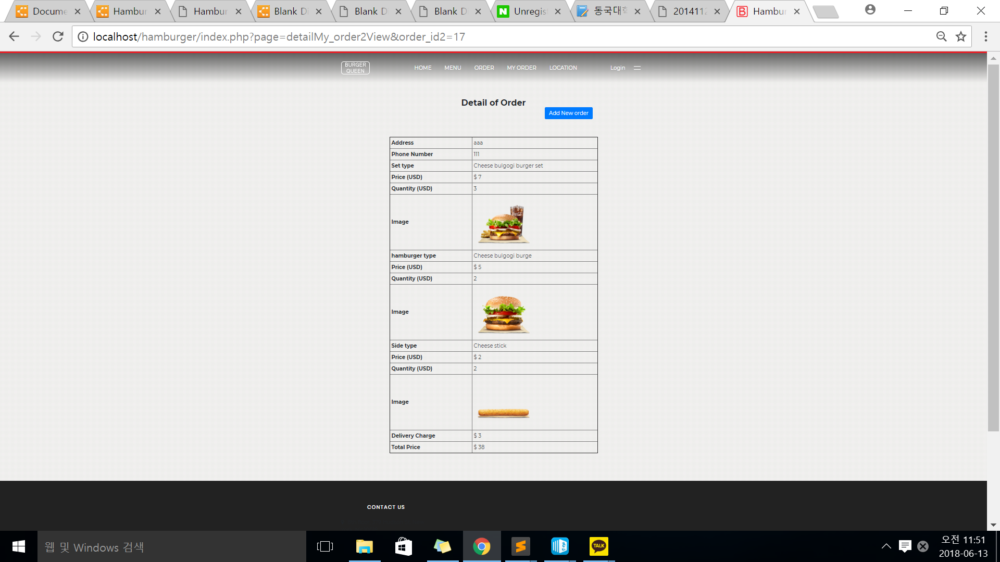 Docume
Hambur
Hambur
Blank Di
Blank D
Blank D
Unregis
동국대학
2014112
Hambur
localhost/hamburger/index.php?page=detailMy_order2View&order_id2=17
BURGER
QUEEN
HOME MENU ORDER MY ORDER LOCATION Login
Detail of Order
Add New order
Address aaa
Phone Number 111
Set type Cheese bulgogi burger set
Price (USD) $ 7
Quantity (USD) 3
Image
hamburger type Cheese bulgogi burge
Price (USD) $ 5
Quantity (USD) 2
Image
Side type Cheese stick
Price (USD) $ 2
Quantity (USD) 2
Image
Delivery Charge $ 3
Total Price $ 38
CONTACT US
웹 및 Windows 검색
TALK
오전 11:51
2018-06-13